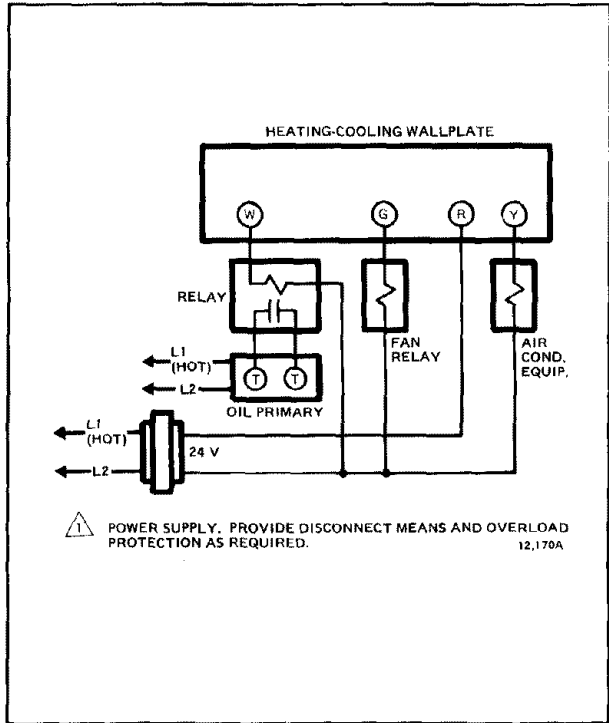 HEATING-COOLING WALLPLATE
W G R Y
RELAY
FAN
RELAY
AIR
COND.
EQUIP.
L1
(HOT)
L2
T T
OIL PRIMARY
L1
(HOT)
L2
24 V
1 POWER SUPPLY. PROVIDE DISCONNECT MEANS AND OVERLOAD
PROTECTION AS REQUIRED.
12,170A